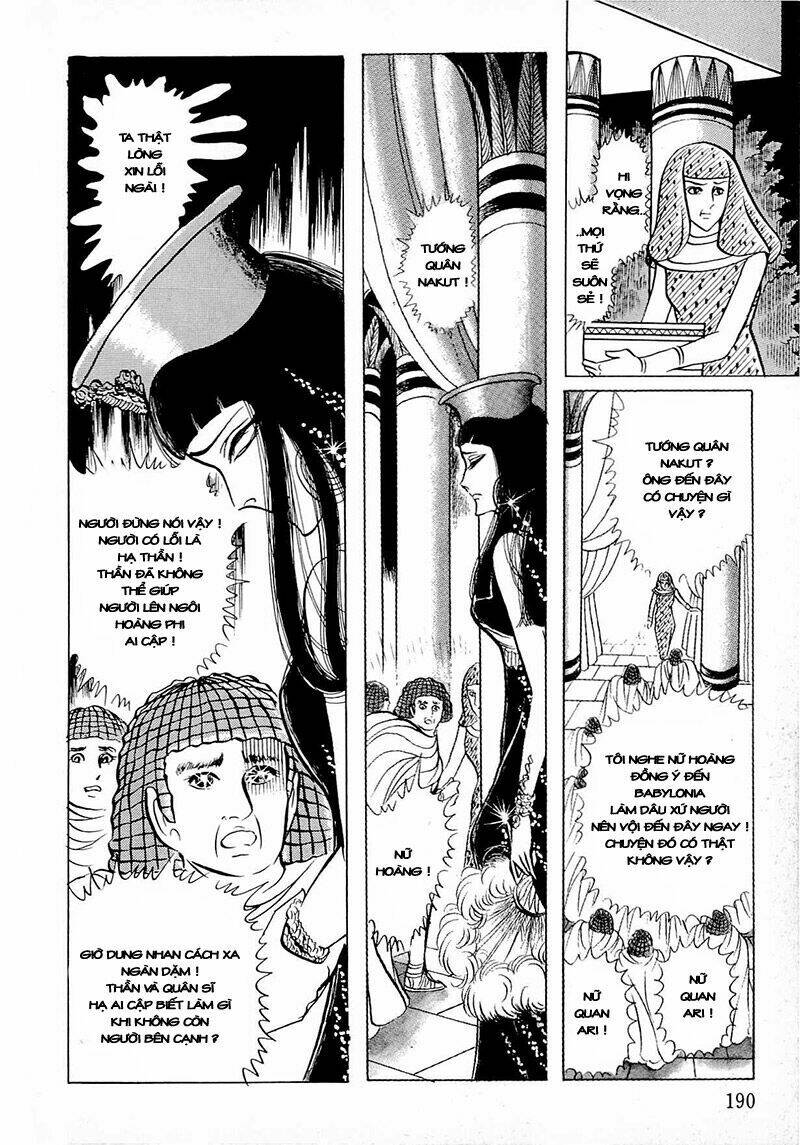 HI
VỌNG
RẰNG..
..MỌI
THỨ
SẼ
SUÔN
SẺ !
TƯỚNG QUÂN
NAKUT ?
ÔNG ĐẾN ĐÂY
CÓ CHUYỆN GÌ
VẬY ?
TÔI NGHE NỮ HOÀNG
ĐỒNG Ý ĐẾN
BABYLONIA
LÀM DÂU XỨ NGƯỜI
NÊN VỘI ĐẾN ĐÂY NGAY !
CHUYỆN ĐÓ CÓ THẬT
KHÔNG VẬY ?
NỮ
QUAN
ARI !
NỮ
QUAN
ARI !
TƯỚNG
QUÂN
NAKUT !
NỮ
HOÀNG !
TA THẬT
LÒNG
XIN LỖI
NGÀI !
NGƯỜI ĐỪNG NÓI VẬY !
NGƯỜI CÓ LỖI LÀ
HẠ THẦN !
THẦN ĐÃ KHÔNG
THỂ GIÚP
NGƯỜI LÊN NGÔI
HOÀNG PHI
AI CẬP !
GIỜ DUNG NHAN CÁCH XA
NGÀN DẶM !
THẦN VÀ QUÂN SĨ
HẠ AI CẬP BIẾT LÀM GÌ
KHI KHÔNG CÒN
NGƯỜI BÊN CẠNH ?
190